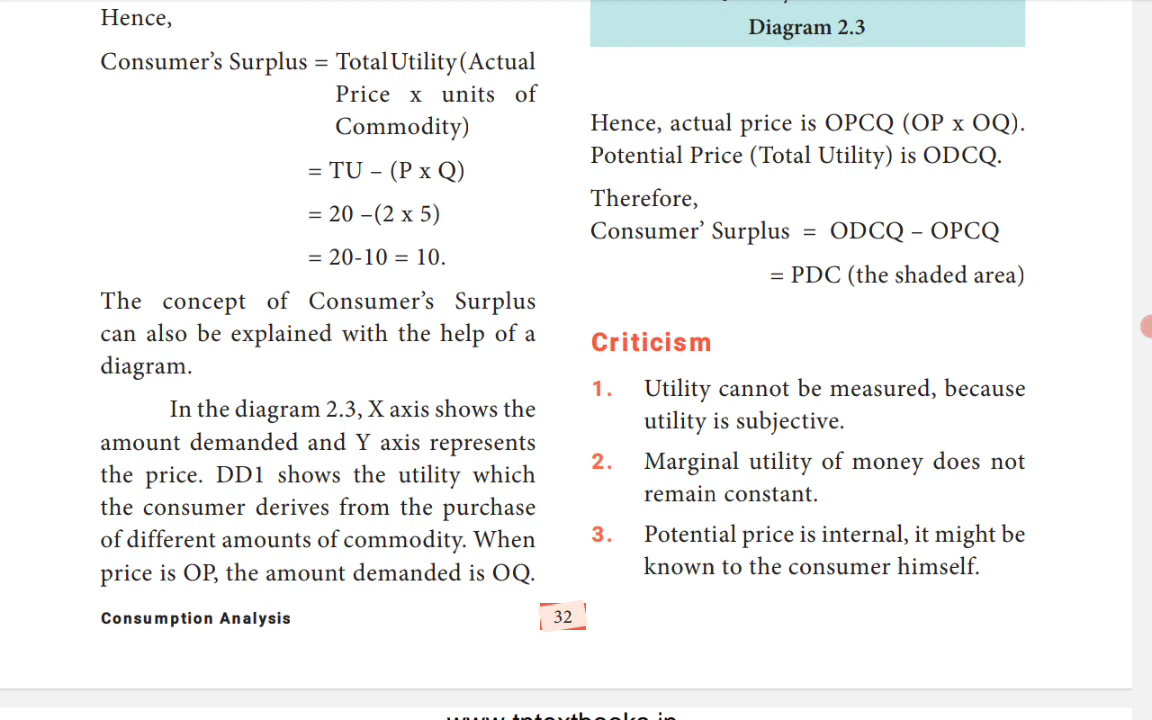 Hence,
Consumer's Surplus = Total Utility (Actual
Price x units of
Commodity)
= TU – (P x Q)
= 20 –(2 x 5)
= 20-10 = 10.
The concept of Consumer's Surplus
can also be explained with the help of a
diagram.
In the diagram 2.3, X axis shows the
amount demanded and Y axis represents
the price. DD1 shows the utility which
the consumer derives from the purchase
of different amounts of commodity. When
price is OP, the amount demanded is OQ.
Diagram 2.3
Hence, actual price is OPCQ (OP x OQ).
Potential Price (Total Utility) is ODCQ.
Therefore,
Consumer' Surplus = ODCQ – OPCQ
= PDC (the shaded area)
Criticism
1. Utility cannot be measured, because
utility is subjective.
2. Marginal utility of money does not
remain constant.
3. Potential price is internal, it might be
known to the consumer himself.
Consumption Analysis
32